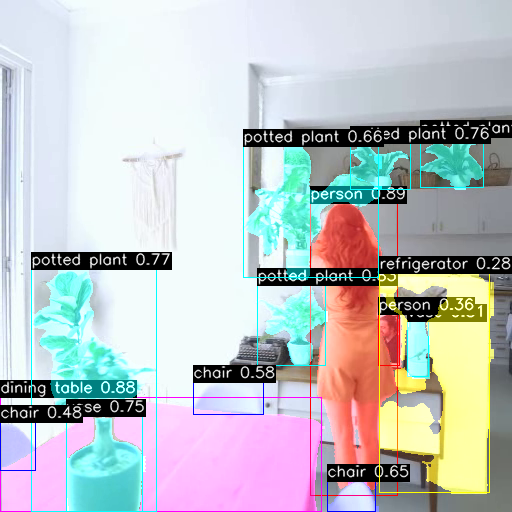 potted plant 0.66
ed plant 0.76
person 0.89
potted plant 0.77
refrigerator 0.28
potted plant 0.
person 0.36
chair 0.58
dining table 0.88
se 0.75
chair 0.48
chair 0.65